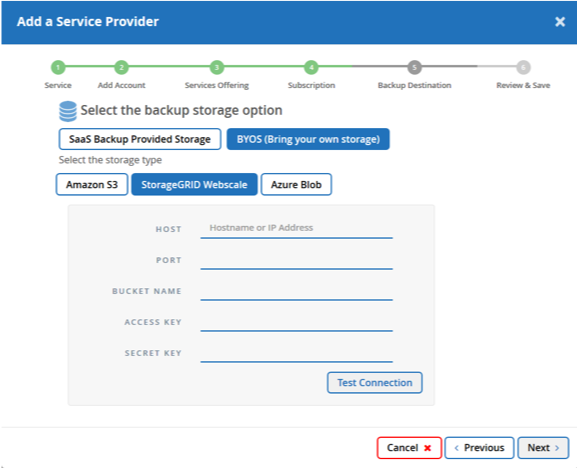 Add a Service Provider ×
1 2 3 4 5 6
Service Add Account Services Offering Subscription Backup Destination Review & Save
Select the backup storage option
SaaS Backup Provided Storage BYOS (Bring your own storage)
Select the storage type
Amazon S3 StorageGRID Webscale Azure Blob
HOST Hostname or IP Address
PORT
BUCKET NAME
ACCESS KEY
SECRET KEY
Test Connection
Cancel × < Previous Next >